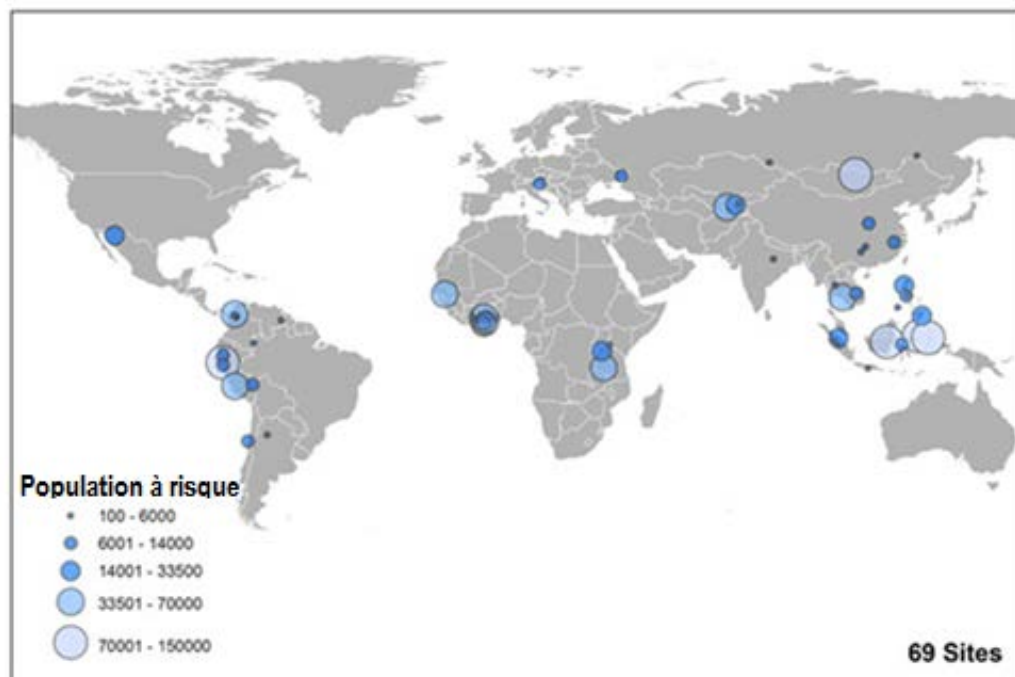 Population à risque
100 - 6000
6001 - 14000
14001 - 33500
33501 - 70000
70001 - 150000
69 Sites